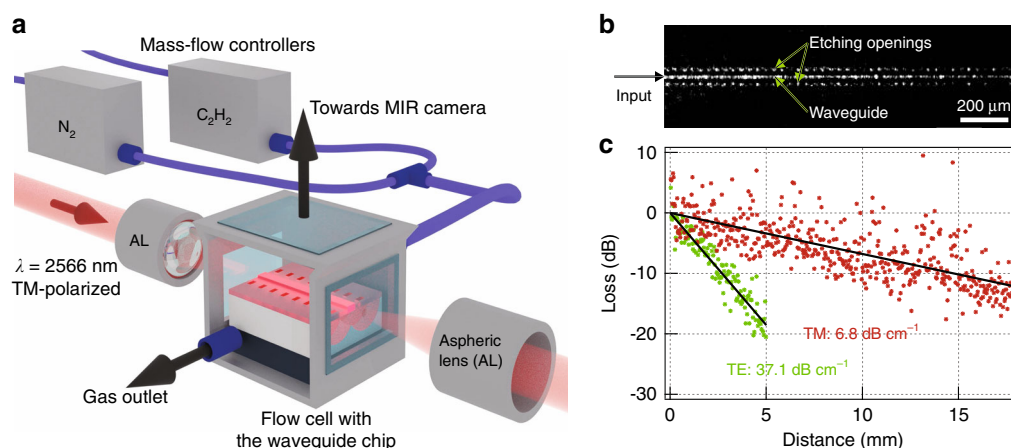 a
Mass-flow controllers
N2
C2H2
Towards MIR camera
AL
λ = 2566 nm
TM-polarized
Aspheric
lens (AL)
Gas outlet
Flow cell with
the waveguide chip
b
Etching openings
Input
Waveguide
200 μm
c
10
0
-10
-20
-30
Loss (dB)
TM: 6.8 dB cm⁻¹
TE: 37.1 dB cm⁻¹
0
5
10
15
Distance (mm)